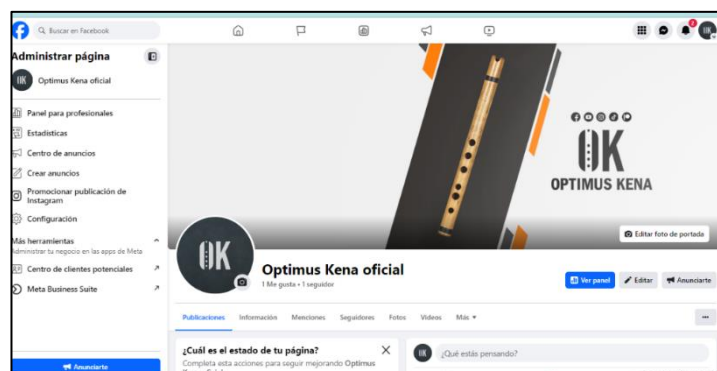 Buscar en Facebook
2
Administrar página
Optimus Kena oficial
Panel para profesionales
Estadísticas
Centro de anuncios
Crear anuncios
Promocionar publicación de
Instagram
Configuración
Más herramientas
Administrar tu negocio en las apps de Meta
Centro de clientes potenciales
Meta Business Suite
Anunciarte
OK
OPTIMUS KENA
Editar foto de portada
OK
Optimus Kena oficial
1 Me gusta • 1 seguidor
Ver panel
Editar
Anunciarte
Publicaciones
Información
Menciones
Seguidores
Fotos
Videos
Más
¿Cuál es el estado de tu página?
Completa esta acciones para seguir mejorando Optimus
¿Qué estás pensando?